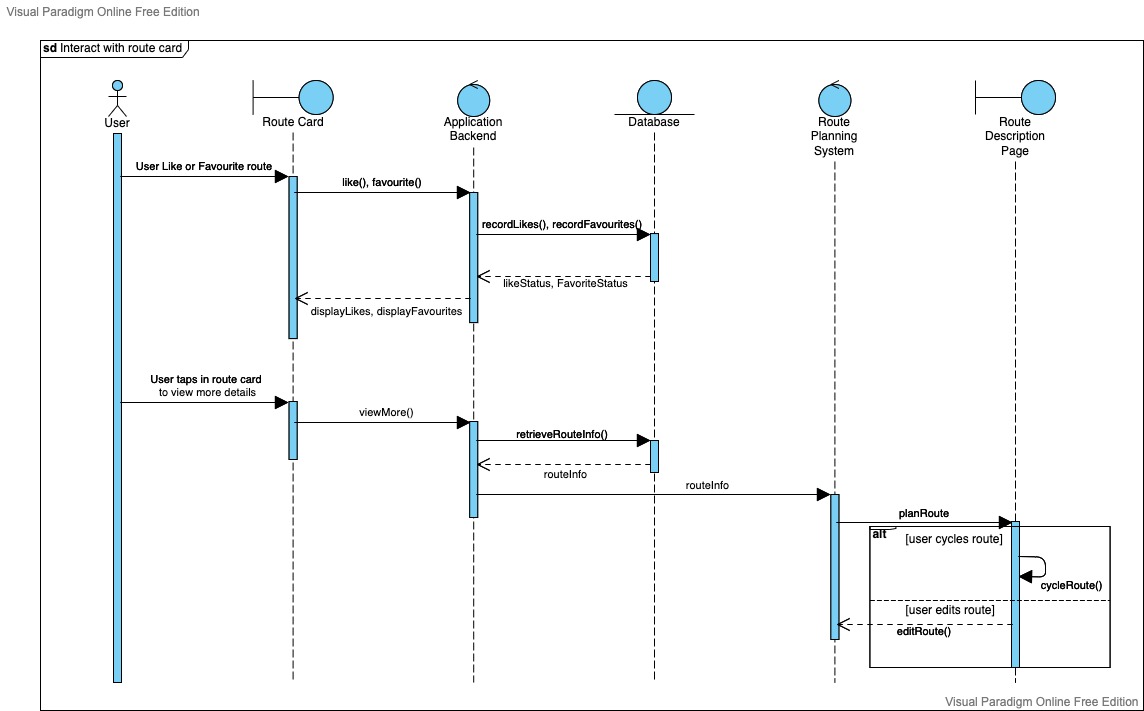 Visual Paradigm Online Free Edition
sd Interact with route card
User
Route Card
Application
Backend
Database
Route
Planning
System
Route
Description
Page
User Like or Favourite route
like(), favourite()
recordLikes(), recordFavourites()
likeStatus, FavoriteStatus
displayLikes, displayFavourites
User taps in route card
to view more details
viewMore()
retrieveRouteInfo()
routeInfo
routeInfo
planRoute
alt
[user cycles route]
cycleRoute()
[user edits route]
editRoute()
Visual Paradigm Online Free Edition